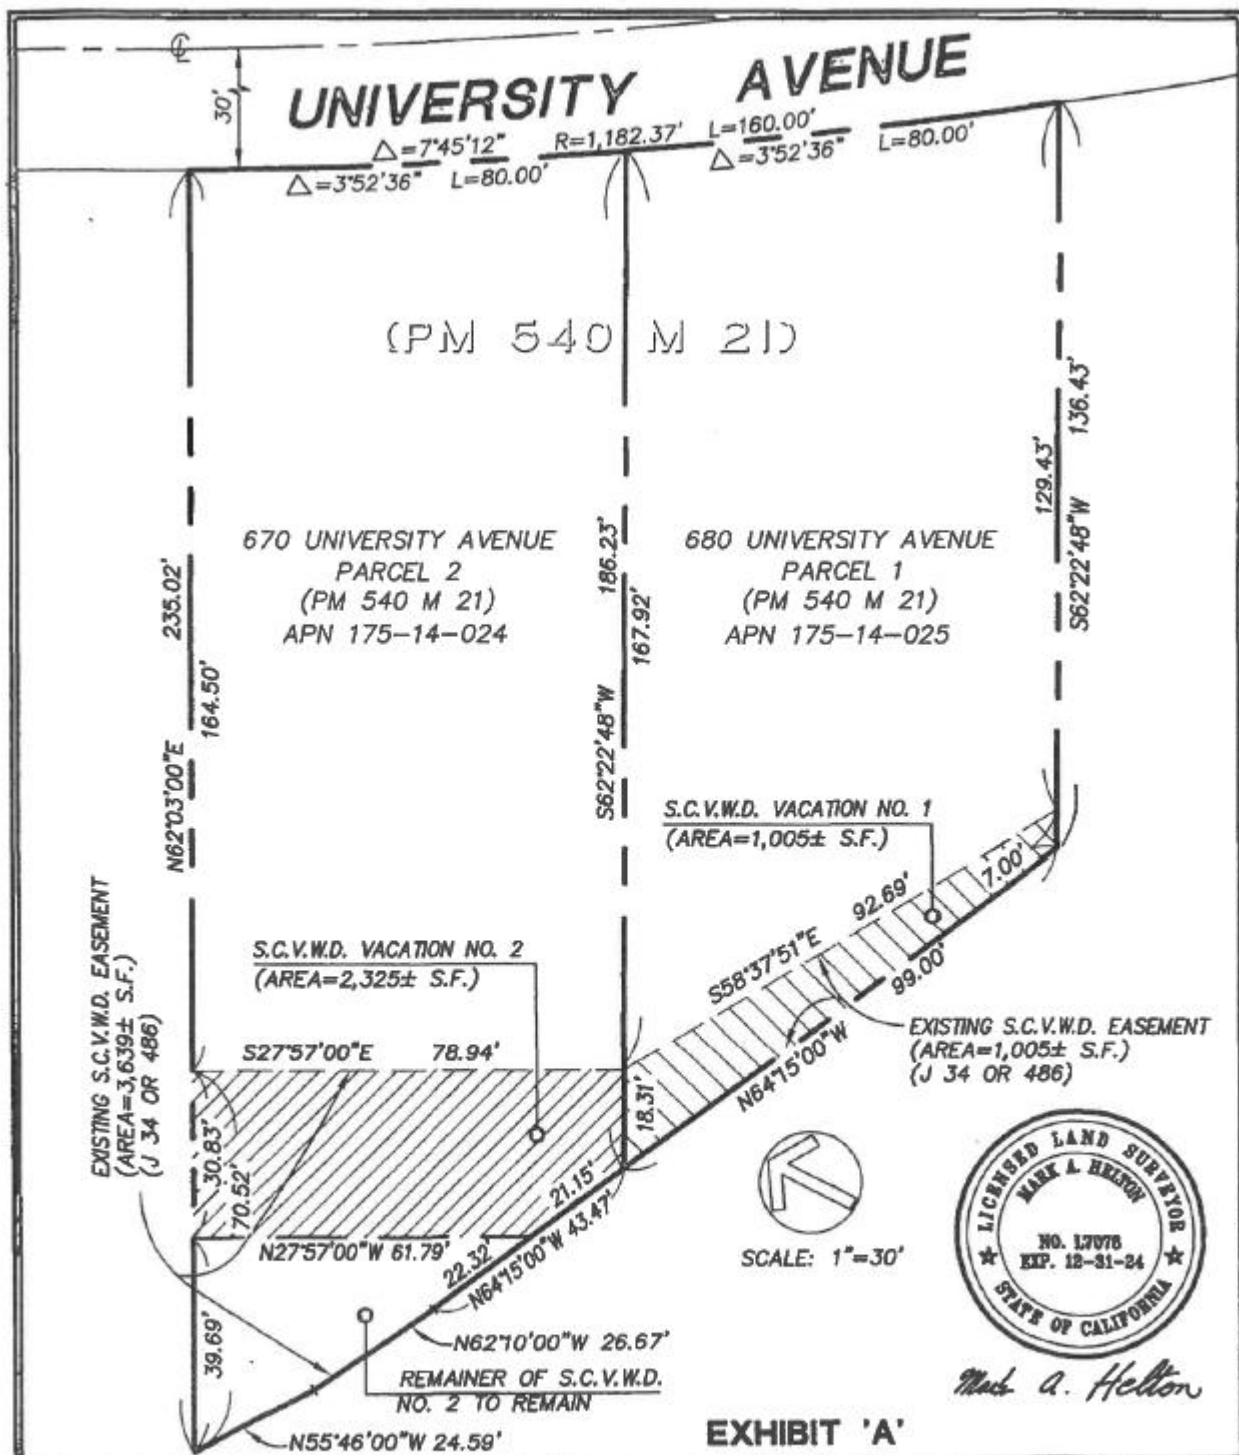 ℄
30'
UNIVERSITY AVENUE
Δ=7°45'12" R=1,182.37' L=160.00'
Δ=3°52'36" L=80.00'
Δ=3°52'36" L=80.00'
(PM 540 M 21)
670 UNIVERSITY AVENUE
PARCEL 2
(PM 540 M 21)
APN 175-14-024
680 UNIVERSITY AVENUE
PARCEL 1
(PM 540 M 21)
APN 175-14-025
N62°03'00"E 235.02'
164.50'
S62°22'48"W 186.23'
167.92'
129.43'
S62°22'48"W 136.43'
S.C.V.W.D. VACATION NO. 1
(AREA=1,005± S.F.)
S.C.V.W.D. VACATION NO. 2
(AREA=2,325± S.F.)
EXISTING S.C.V.W.D. EASEMENT
(AREA=3,639± S.F.)
(J 34 OR 486)
S58°37'51"E 92.69'
7.00'
99.00'
N64°15'00"W
EXISTING S.C.V.W.D. EASEMENT
(AREA=1,005± S.F.)
(J 34 OR 486)
S27°57'00"E 78.94'
18.31'
30.83'
70.52'
21.15'
N27°57'00"W 61.79'
22.32'
N64°15'00"W 43.47'
39.69'
N62°10'00"W 26.67'
REMAINER OF S.C.V.W.D.
NO. 2 TO REMAIN
N55°46'00"W 24.59'
SCALE: 1"=30'
LICENSED LAND SURVEYOR
MARK A. HELTON
NO. L7078
EXP. 12-31-24
STATE OF CALIFORNIA
Mark A. Helton
EXHIBIT 'A'